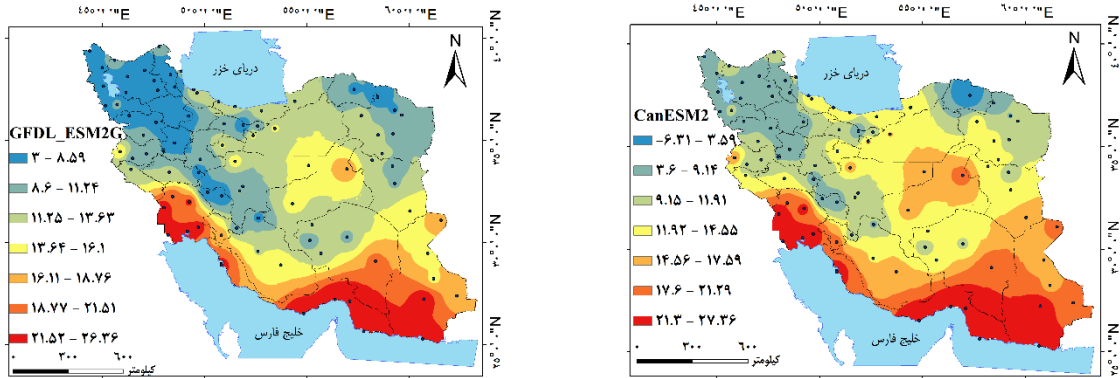 ۴۵°۰'۰"E ۵۰°۰'۰"E ۵۵°۰'۰"E ۶۰°۰'۰"E
N
دریای خزر
GFDL_ESM2G
۳ - ۸.۵۹
۸.۶ - ۱۱.۲۴
۱۱.۲۵ - ۱۳.۶۳
۱۳.۶۴ - ۱۶.۱
۱۶.۱۱ - ۱۸.۷۶
۱۸.۷۷ - ۲۱.۵۱
۲۱.۵۲ - ۲۶.۳۶
خلیج فارس
۰ ۳۰۰ ۶۰۰
کیلومتر
۴۵°۰'۰"E ۵۰°۰'۰"E ۵۵°۰'۰"E ۶۰°۰'۰"E
N
دریای خزر
CanESM2
-۶.۳۱ - ۳.۵۹
۳.۶ - ۹.۱۴
۹.۱۵ - ۱۱.۹۱
۱۱.۹۲ - ۱۴.۵۵
۱۴.۵۶ - ۱۷.۵۹
۱۷.۶ - ۲۱.۲۹
۲۱.۳ - ۲۷.۳۶
خلیج فارس
۰ ۳۰۰ ۶۰۰
کیلومتر